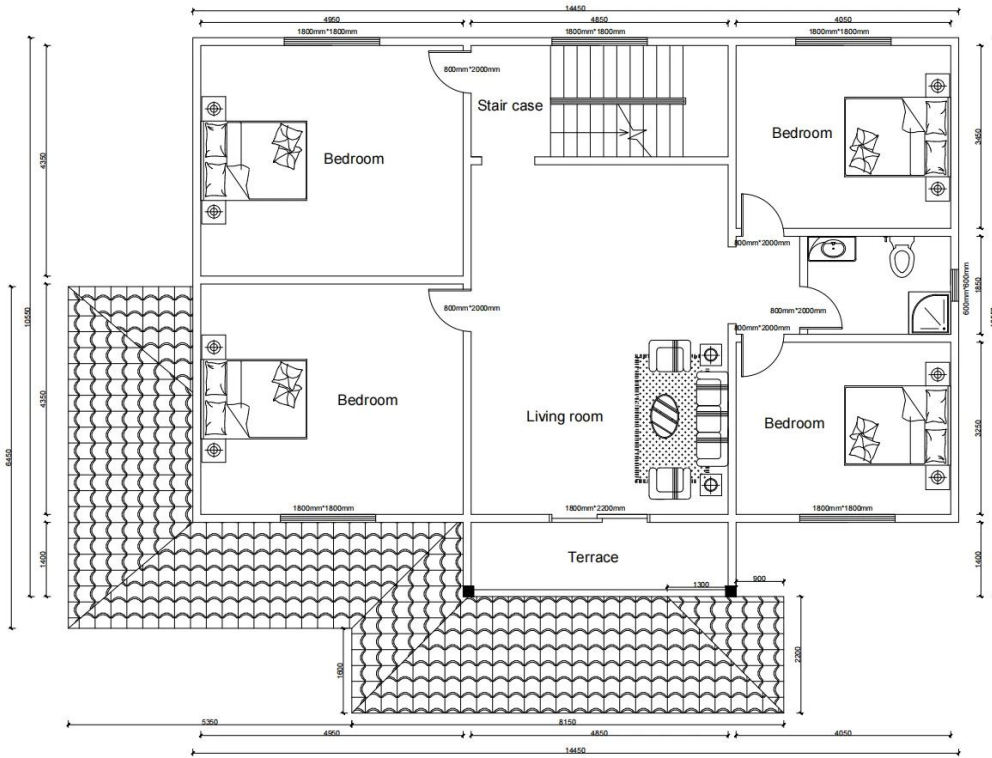 14450
4950
4850
4050
1800mm*1800mm
1800mm*1800mm
1800mm*1800mm
800mm*2000mm
Stair case
Bedroom
Bedroom
4350
3450
10550
800mm*2000mm
1850
600mm*600mm
800mm*2000mm
800mm*2000mm
800mm*2000mm
Bedroom
Living room
Bedroom
4350
3250
6450
1800mm*1800mm
1800mm*2200mm
1800mm*1800mm
Terrace
1400
1400
1300
900
1600
2200
5350
8150
4950
4850
4050
14450